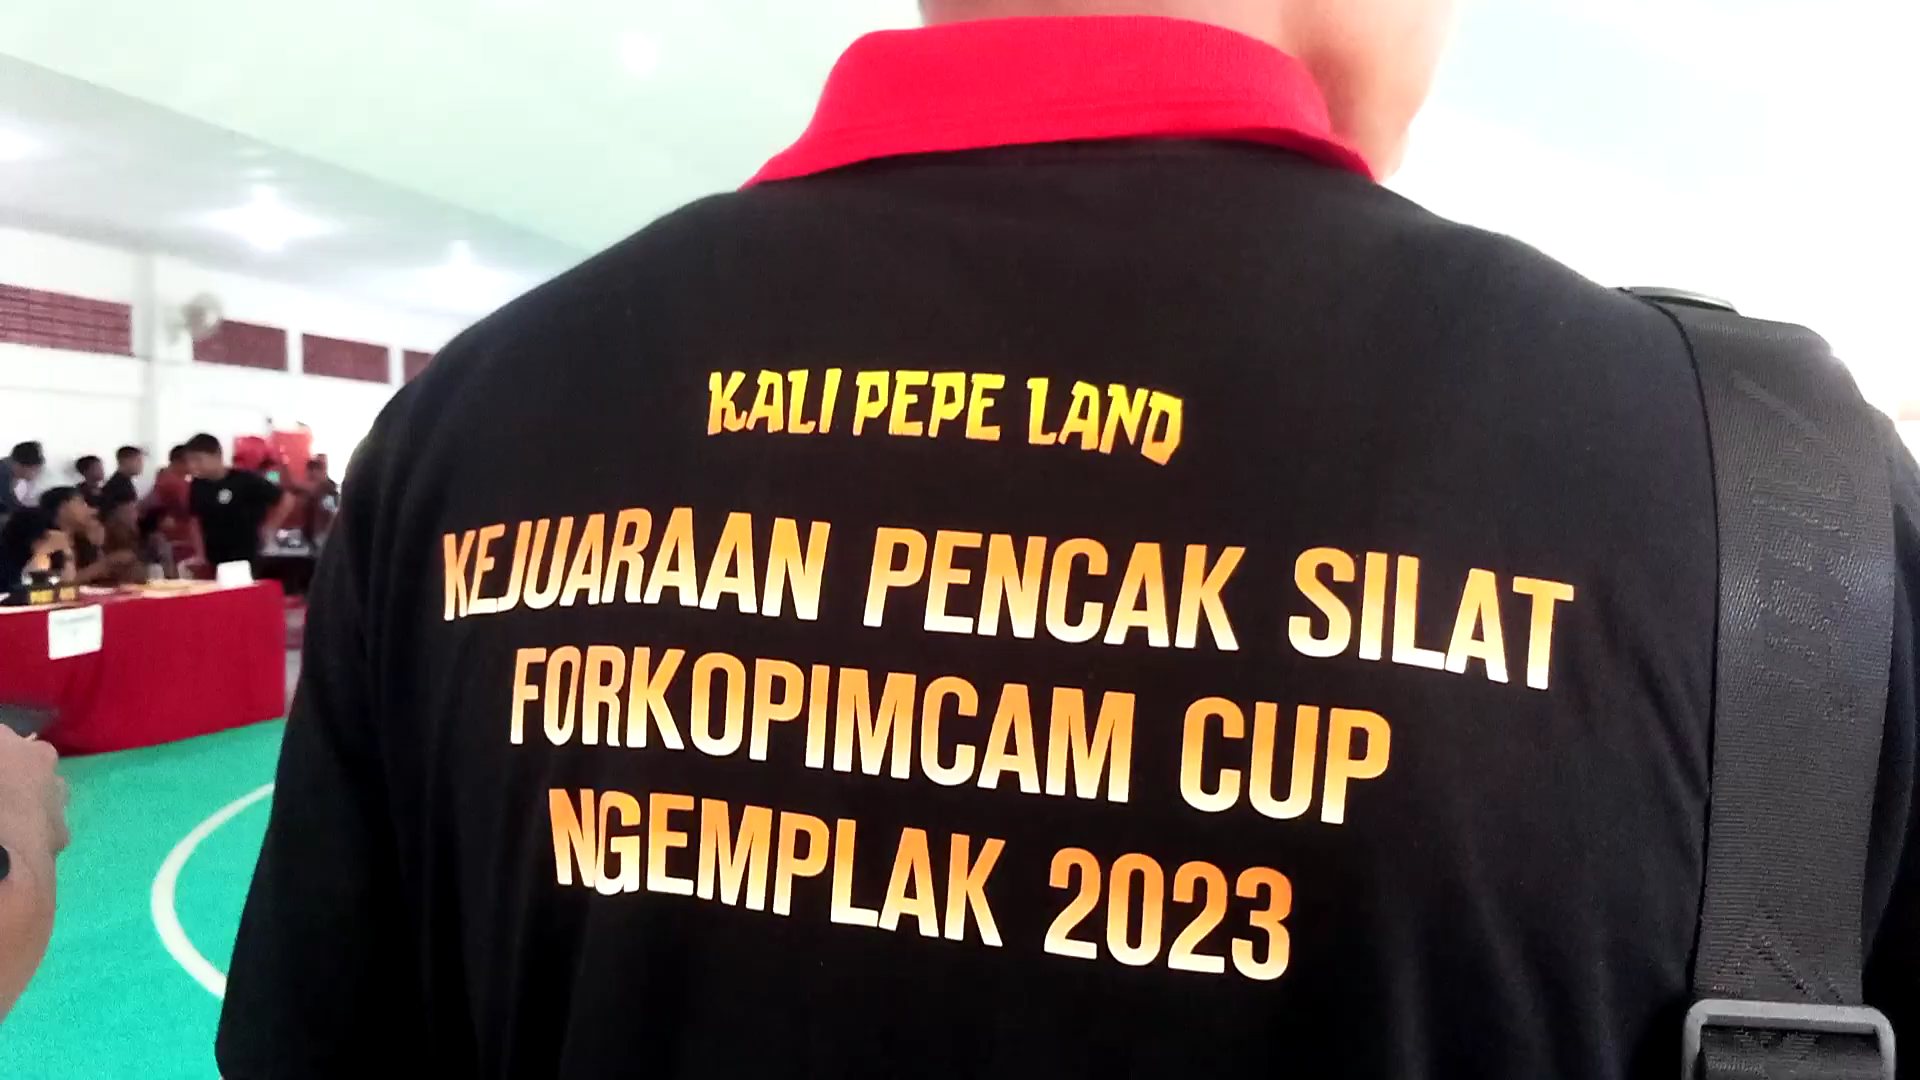 KALI PEPE LAND
KEJUARAAN PENCAK SILAT
FORKOPIMCAM CUP
NGEMPLAK 2023